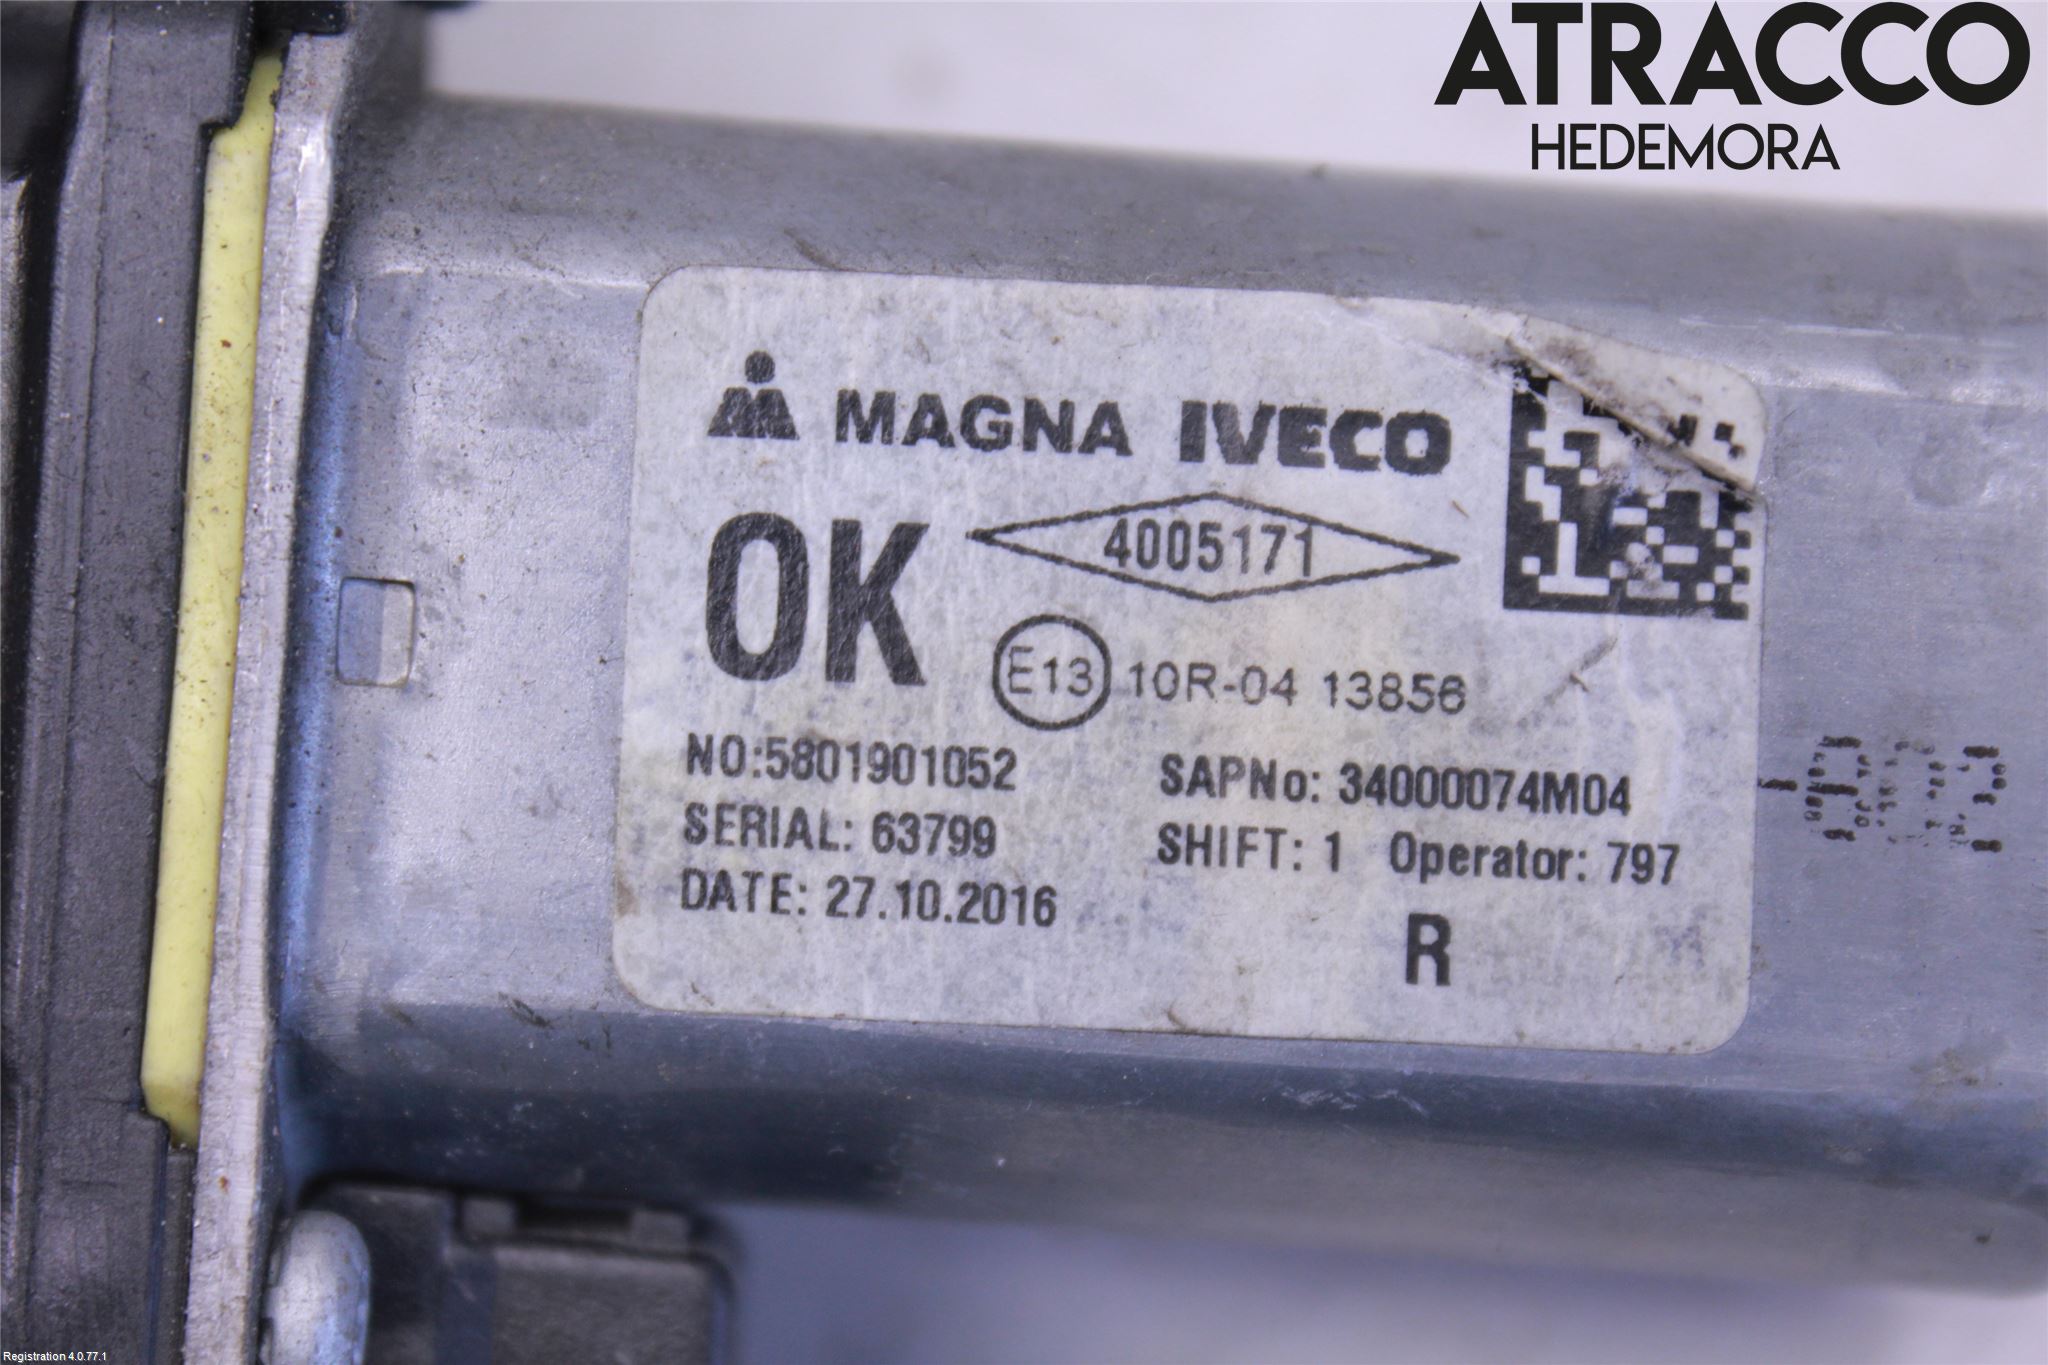 ATRACCO
HEDEMORA
MAGNA IVECO
OK
4005171
E13 10R-04 13856
NO:5801901052 SAPNo: 34000074M04
SERIAL: 63799 SHIFT: 1 Operator: 797
DATE: 27.10.2016
R
Registration 4.0.77.1